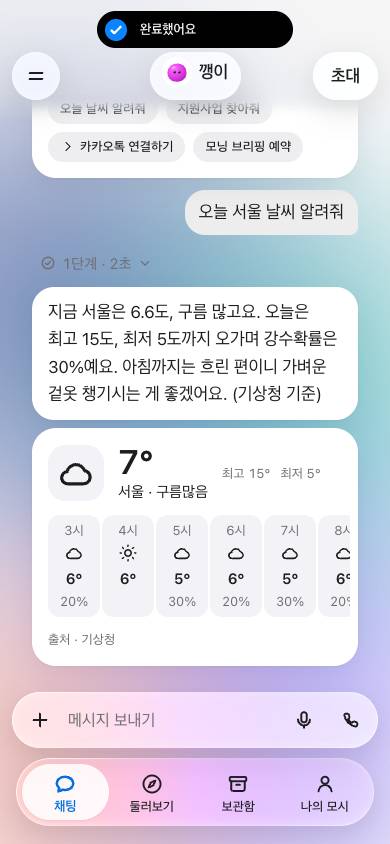 완료했어요
깽이
초대
오늘 날씨 알려줘
지원사업 찾아줘
카카오톡 연결하기
모닝 브리핑 예약
오늘 서울 날씨 알려줘
1단계 · 2초
지금 서울은 6.6도, 구름 많고요. 오늘은
최고 15도, 최저 5도까지 오가며 강수확률은
30%예요. 아침까지는 흐린 편이니 가벼운
겉옷 챙기시는 게 좋겠어요. (기상청 기준)
7°
최고 15° 최저 5°
서울 · 구름많음
3시 4시 5시 6시 7시 8시
6° 6° 5° 6° 5° 6°
20% 30% 20% 30% 20%
출처 · 기상청
메시지 보내기
채팅 둘러보기 보관함 나의 모시